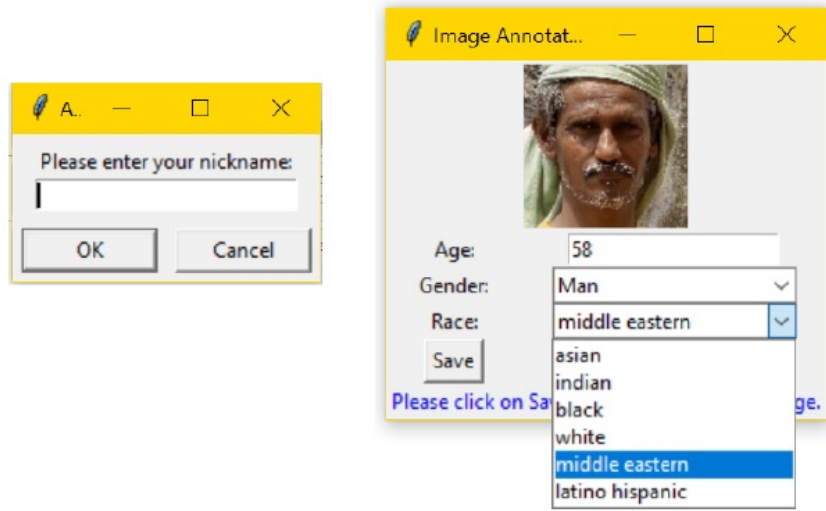 A..
Please enter your nickname:
OK
Cancel
Image Annotat...
Age:
58
Gender:
Man
Race:
middle eastern
Save
asian
indian
black
white
middle eastern
latino hispanic
Please click on Sa
ge.